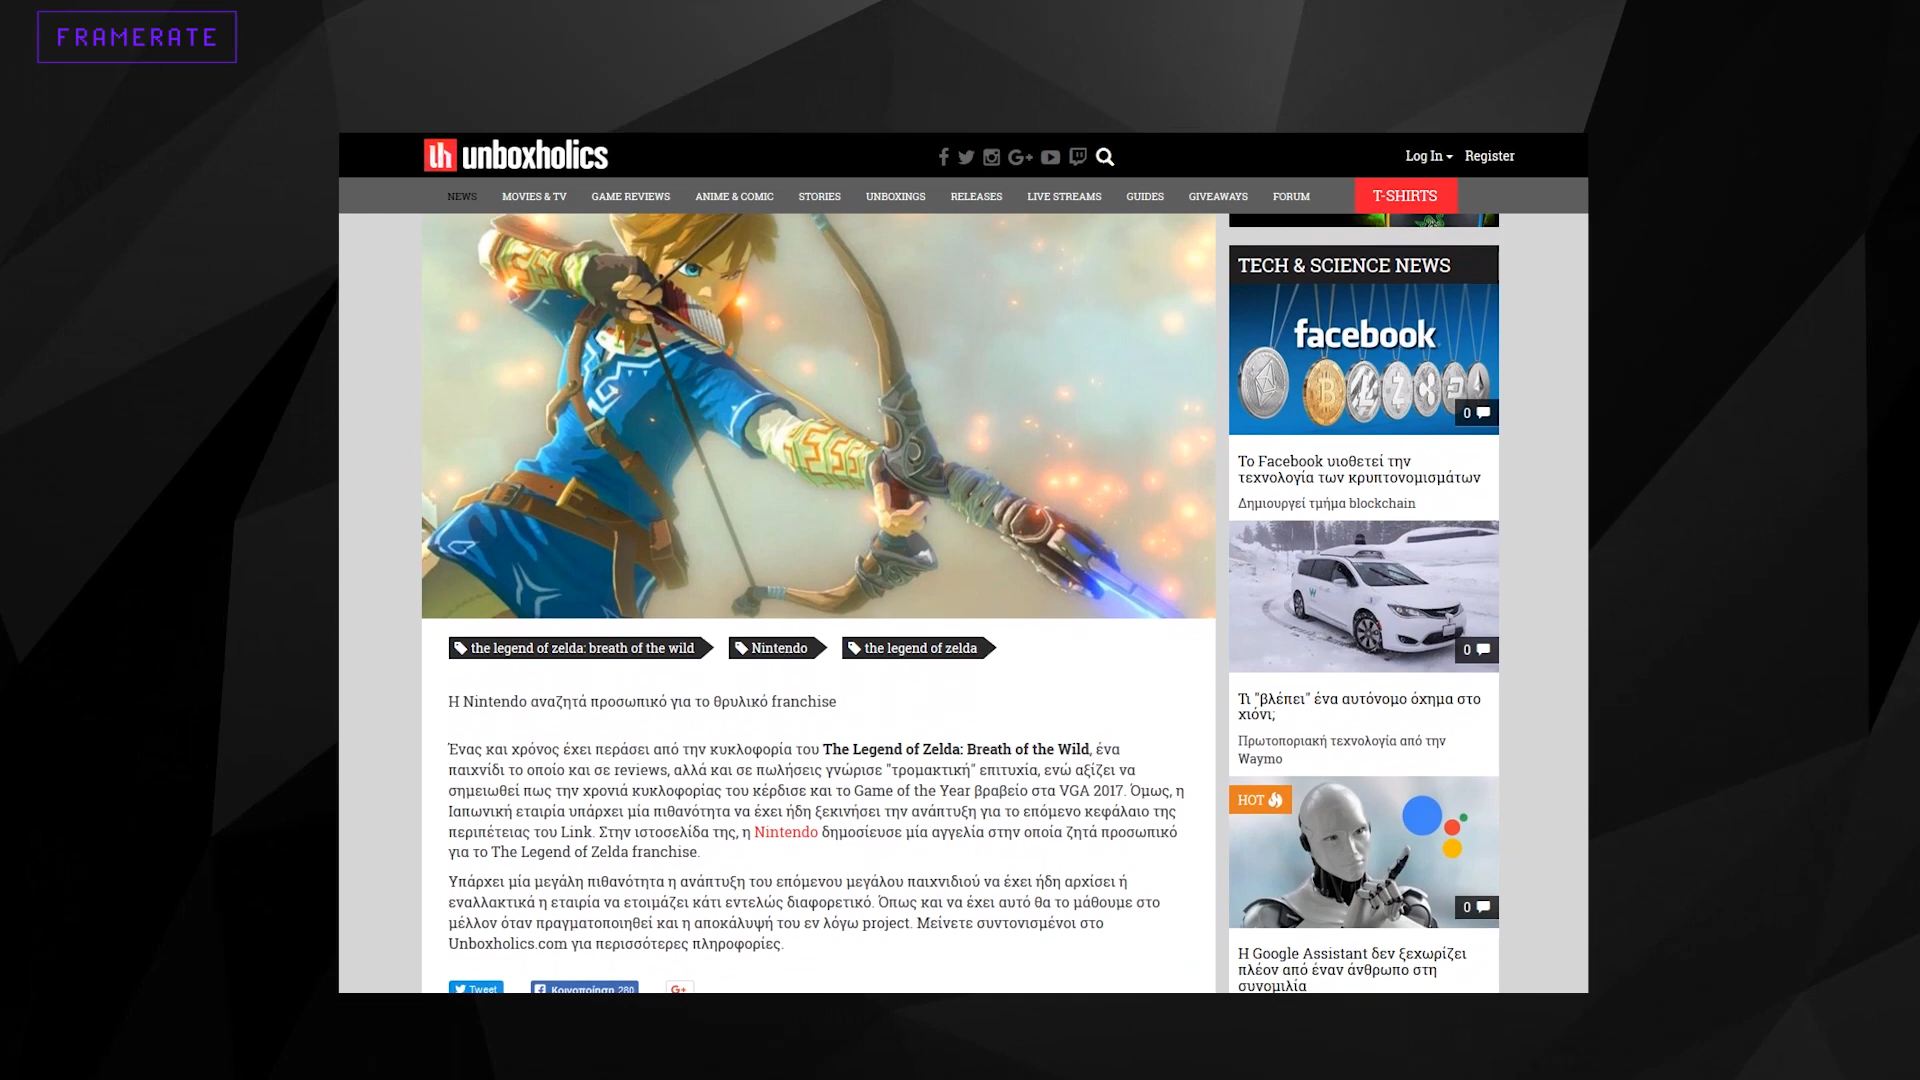 FRAMERATE
uh unboxholics
Log In Register
NEWS MOVIES & TV GAME REVIEWS ANIME & COMIC STORIES UNBOXINGS RELEASES LIVE STREAMS GUIDES GIVEAWAYS FORUM T-SHIRTS
the legend of zelda: breath of the wild Nintendo the legend of zelda
Η Nintendo αναζητά προσωπικό για το θρυλικό franchise
Ένας και χρόνος έχει περάσει από την κυκλοφορία του The Legend of Zelda: Breath of the Wild, ένα
παιχνίδι το οποίο και σε reviews, αλλά και σε πωλήσεις γνώρισε "τρομακτική" επιτυχία, ενώ αξίζει να
σημειωθεί πως την χρονιά κυκλοφορίας του κέρδισε και το Game of the Year βραβείο στα VGA 2017. Όμως, η
Ιαπωνική εταιρία υπάρχει μία πιθανότητα να έχει ήδη ξεκινήσει την ανάπτυξη για το επόμενο κεφάλαιο της
περιπέτειας του Link. Στην ιστοσελίδα της, η Nintendo δημοσίευσε μία αγγελία στην οποία ζητά προσωπικό
για το The Legend of Zelda franchise.
Υπάρχει μία μεγάλη πιθανότητα η ανάπτυξη του επόμενου μεγάλου παιχνιδιού να έχει ήδη αρχίσει ή
εναλλακτικά η εταιρία να ετοιμάζει κάτι εντελώς διαφορετικό. Όπως και να έχει αυτό θα το μάθουμε στο
μέλλον όταν πραγματοποιηθεί και η αποκάλυψή του εν λόγω project. Μείνετε συντονισμένοι στο
Unboxholics.com για περισσότερες πληροφορίες.
Tweet Κοινοποίηση 280 G+
TECH & SCIENCE NEWS
facebook
0
Το Facebook υιοθετεί την
τεχνολογία των κρυπτονομισμάτων
Δημιουργεί τμήμα blockchain
0
Τι "βλέπει" ένα αυτόνομο όχημα στο
χιόνι;
Πρωτοποριακή τεχνολογία από την
Waymo
HOT
0
Η Google Assistant δεν ξεχωρίζει
πλέον από έναν άνθρωπο στη
συνομιλία